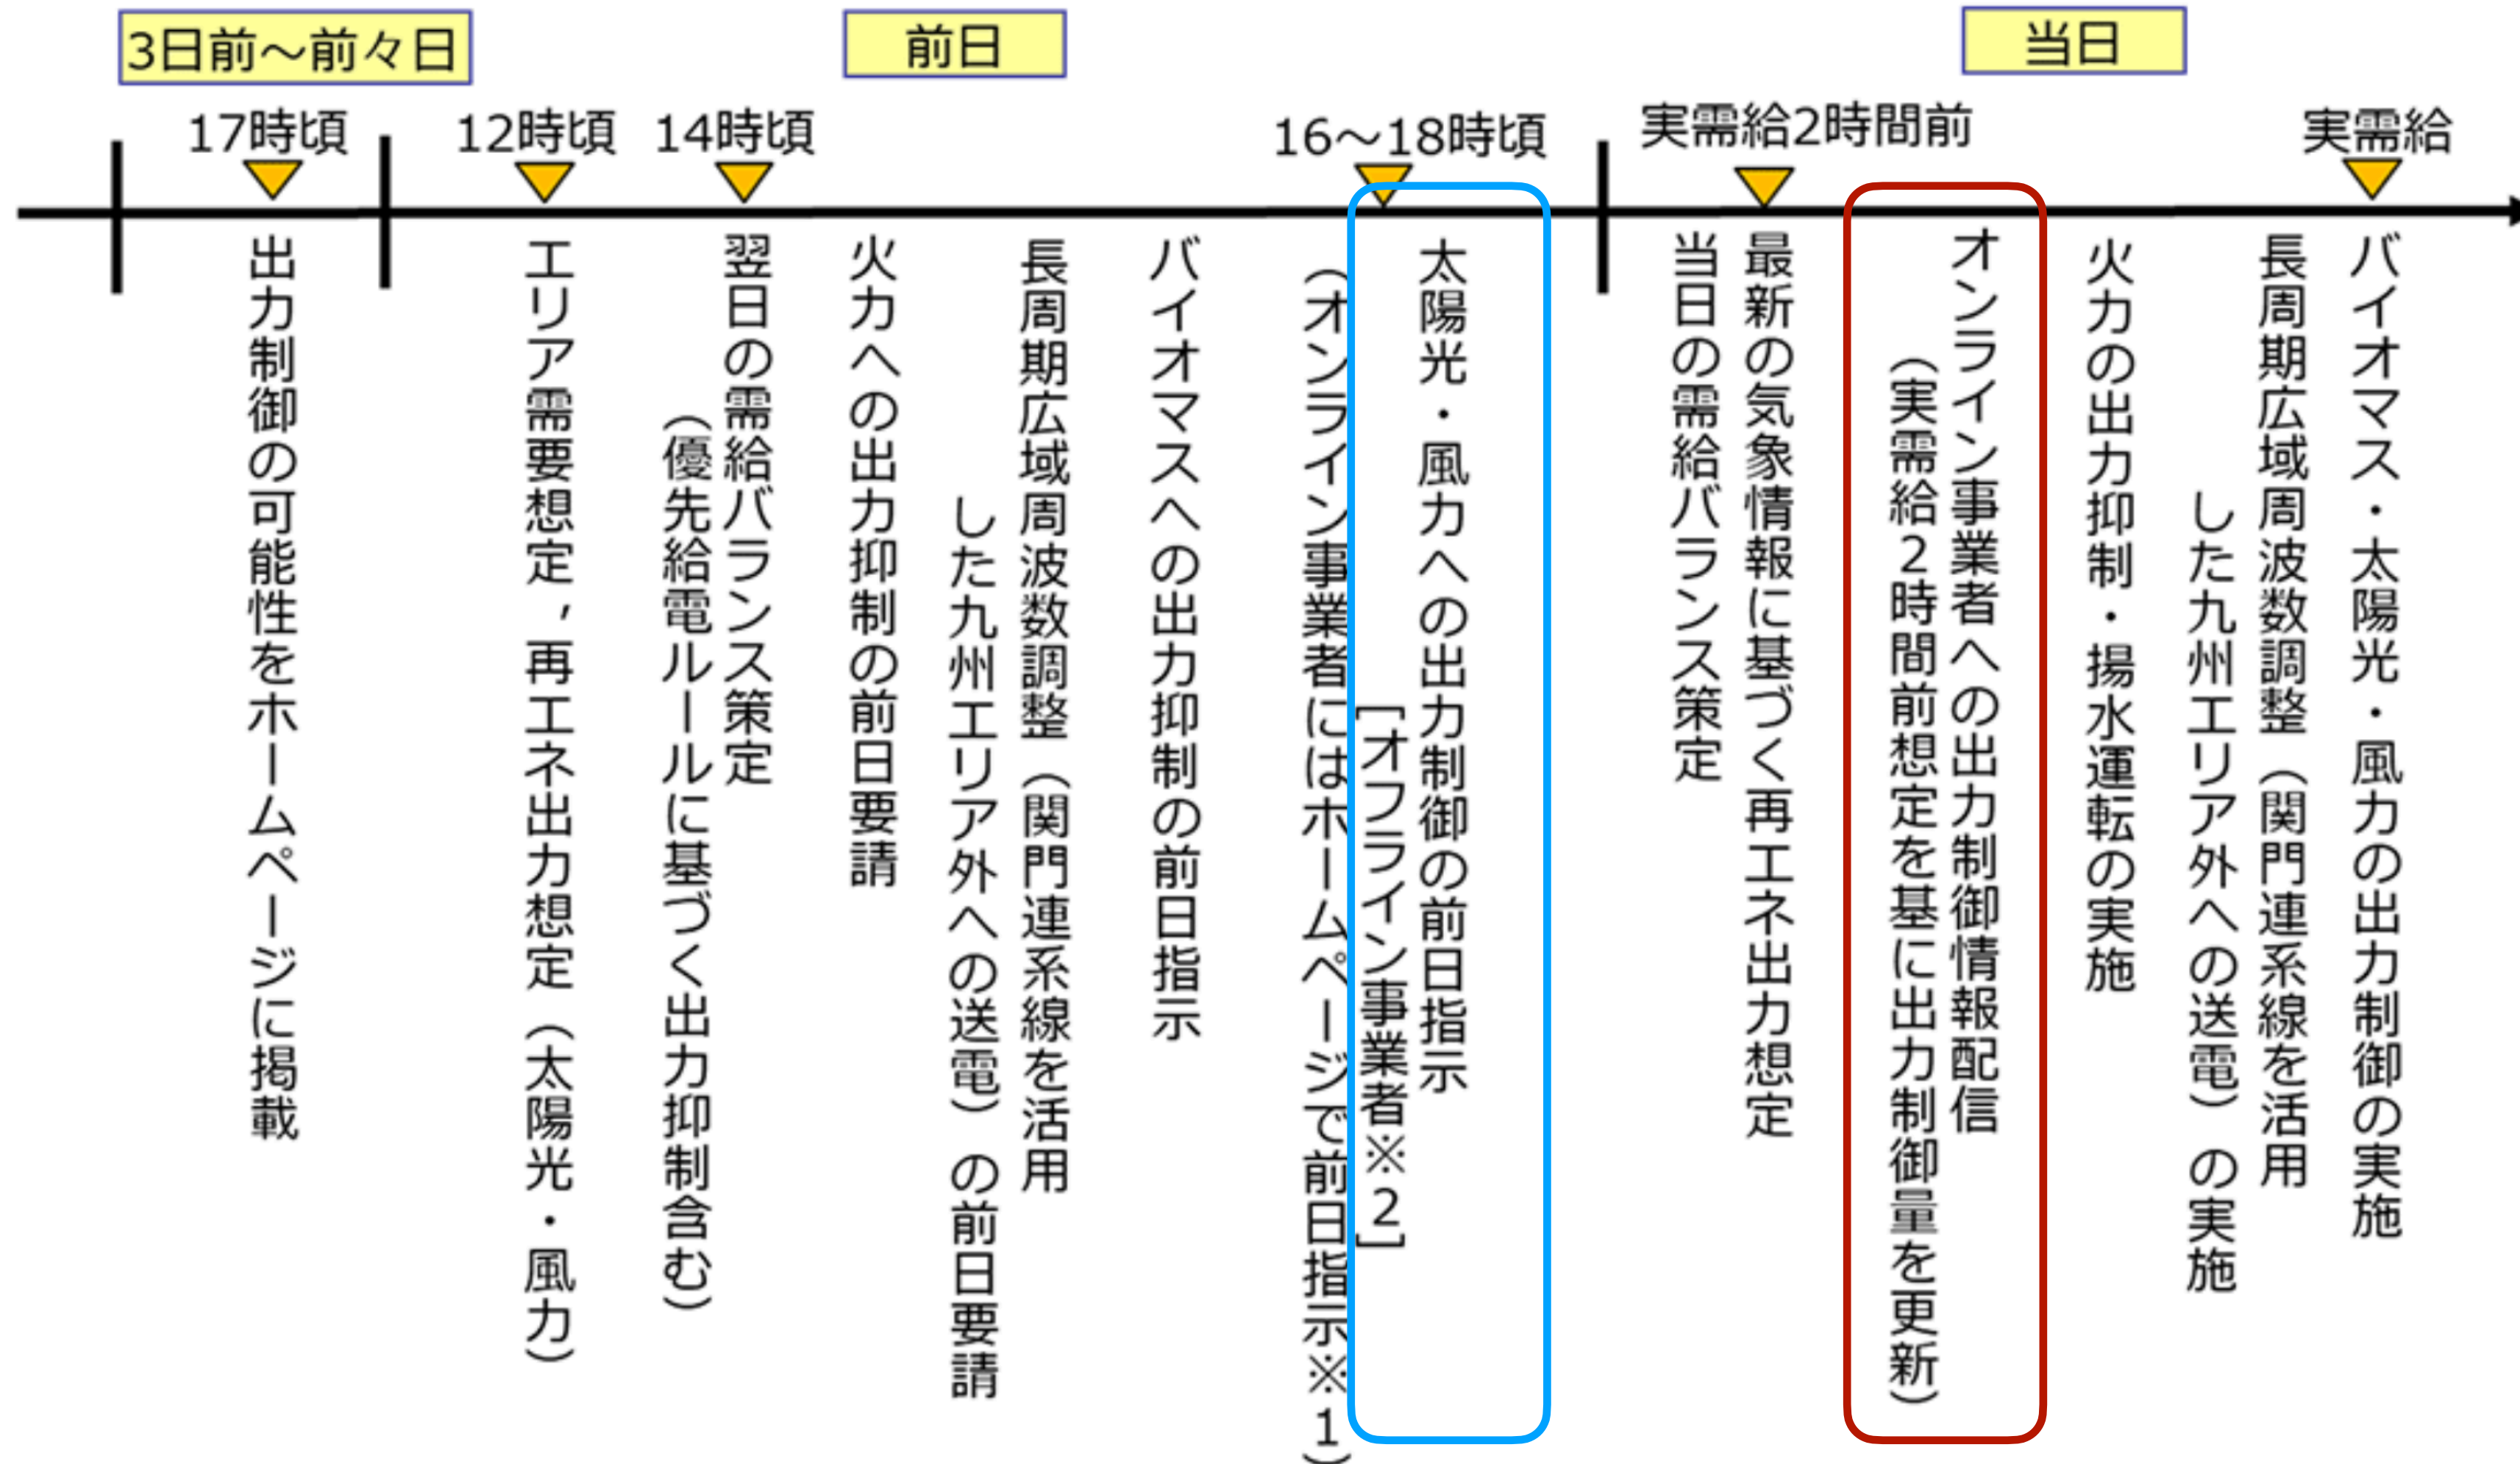 3日前～前々日
前日
当日
17時頃
12時頃
14時頃
16～18時頃
実需給2時間前
実需給
出力制御の可能性をホームページに掲載
エリア需要想定，再エネ出力想定（太陽光・風力）
翌日の需給バランス策定
（優先給電ルールに基づく出力抑制含む）
火力への出力抑制の前日要請
長周期広域周波数調整（関門連系線を活用
した九州エリア外への送電）の前日要請
バイオマスへの出力抑制の前日指示
太陽光・風力への出力制御の前日指示
［オフライン事業者※2］
（オンライン事業者にはホームページで前日指示※1）
当日の需給バランス策定
最新の気象情報に基づく再エネ出力想定
オンライン事業者への出力制御情報配信
（実需給2時間前想定を基に出力制御量を更新）
火力の出力抑制・揚水運転の実施
長周期広域周波数調整（関門連系線を活用
した九州エリア外への送電）の実施
バイオマス・太陽光・風力の出力制御の実施